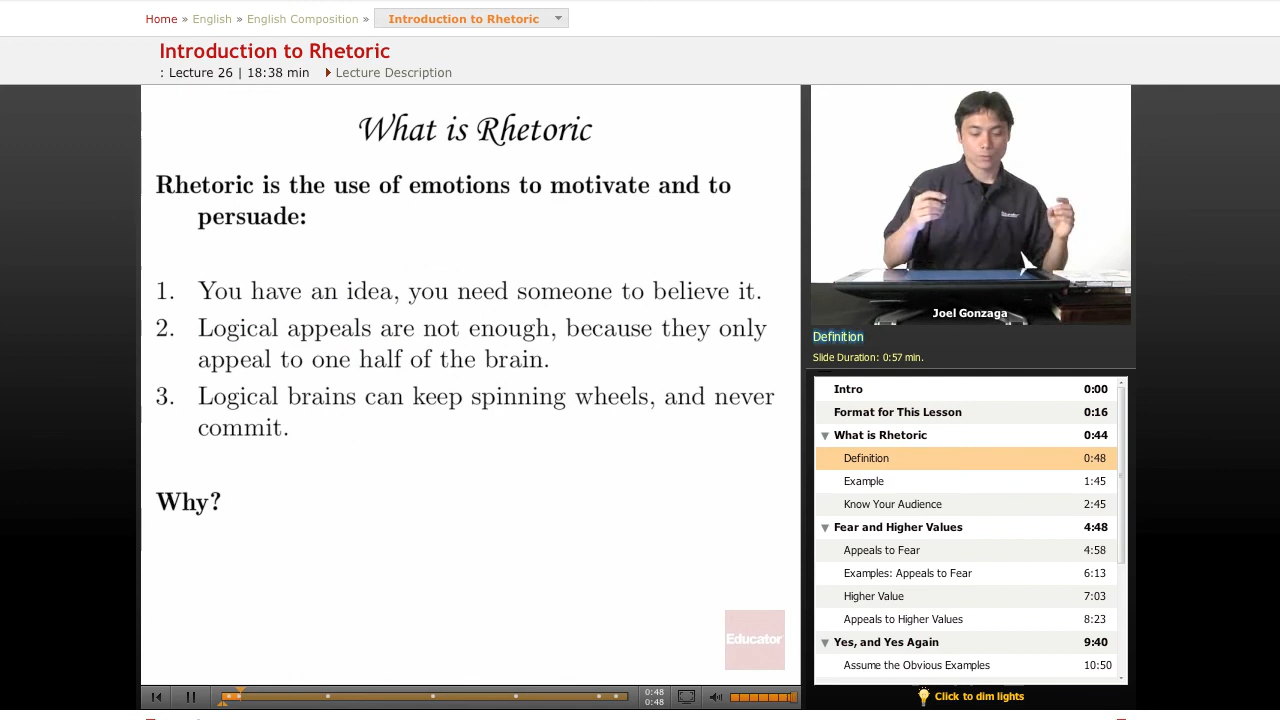 Home » English » English Composition » Introduction to Rhetoric
Introduction to Rhetoric
: Lecture 26 | 18:38 min Lecture Description
What is Rhetoric
Rhetoric is the use of emotions to motivate and to
persuade:
1. You have an idea, you need someone to believe it.
2. Logical appeals are not enough, because they only
appeal to one half of the brain.
3. Logical brains can keep spinning wheels, and never
commit.
Why?
Educator
Joel Gonzaga
Definition
Slide Duration: 0:57 min.
Intro 0:00
Format for This Lesson 0:16
What is Rhetoric 0:44
Definition 0:48
Example 1:45
Know Your Audience 2:45
Fear and Higher Values 4:48
Appeals to Fear 4:58
Examples: Appeals to Fear 6:13
Higher Value 7:03
Appeals to Higher Values 8:23
Yes, and Yes Again 9:40
Assume the Obvious Examples 10:50
0:48
0:48
Click to dim lights